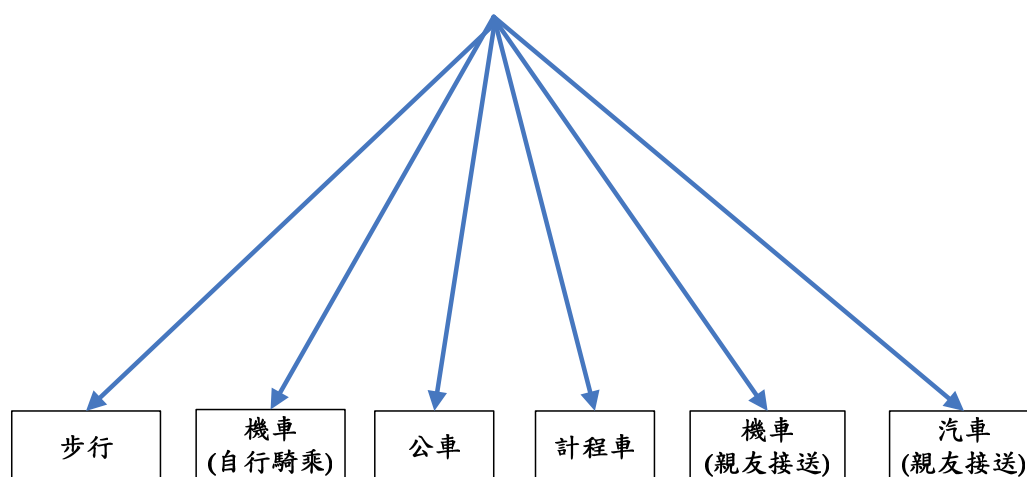 步行
機車
(自行騎乘)
公車
計程車
機車
(親友接送)
汽車
(親友接送)